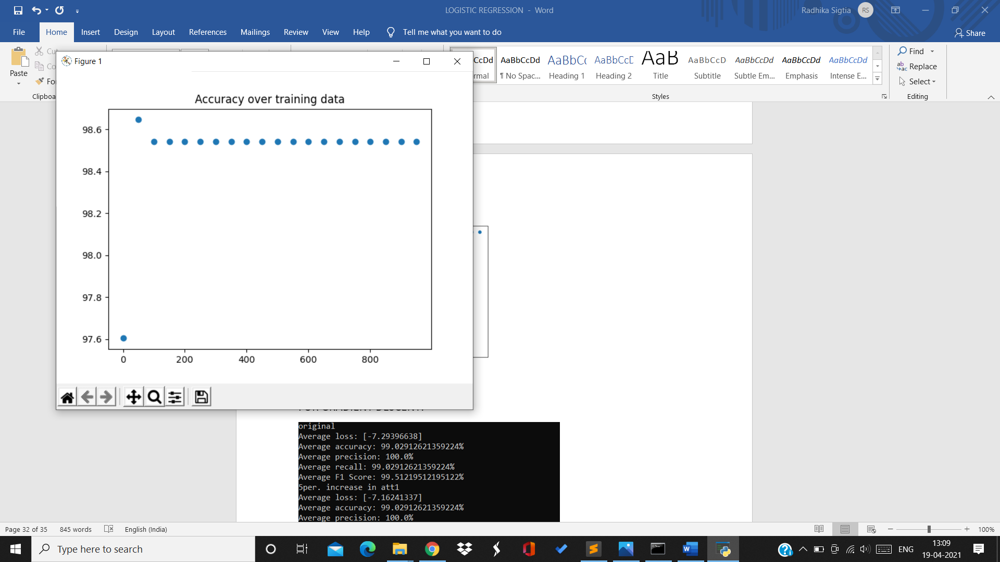 LOGISTIC REGRESSION - Word
Radhika Sigtia
RS
File Home Insert Design Layout References Mailings Review View Help Tell me what you want to do
Share
Paste
Clipboa
Figure 1
CcDd AaBbCcDd AaBbCc AaBbCcD AaB AaBbCcD AaBbCcDd AaBbCcDd AaBbCcDd
rmal ¶ No Spac... Heading 1 Heading 2 Title Subtitle Subtle Em... Emphasis Intense E...
Styles
Find
Replace
Select
Editing
Accuracy over training data
98.6
98.4
98.2
98.0
97.8
97.6
0 200 400 600 800
original
Average loss: [-7.29396638]
Average accuracy: 99.02912621359224%
Average precision: 100.0%
Average recall: 99.02912621359224%
Average F1 Score: 99.51219512195122%
5per. increase in att1
Average loss: [-7.16241337]
Average accuracy: 99.02912621359224%
Average precision: 100.0%
Page 32 of 35 845 words English (India)
100%
Type here to search
ENG
13:09
19-04-2021